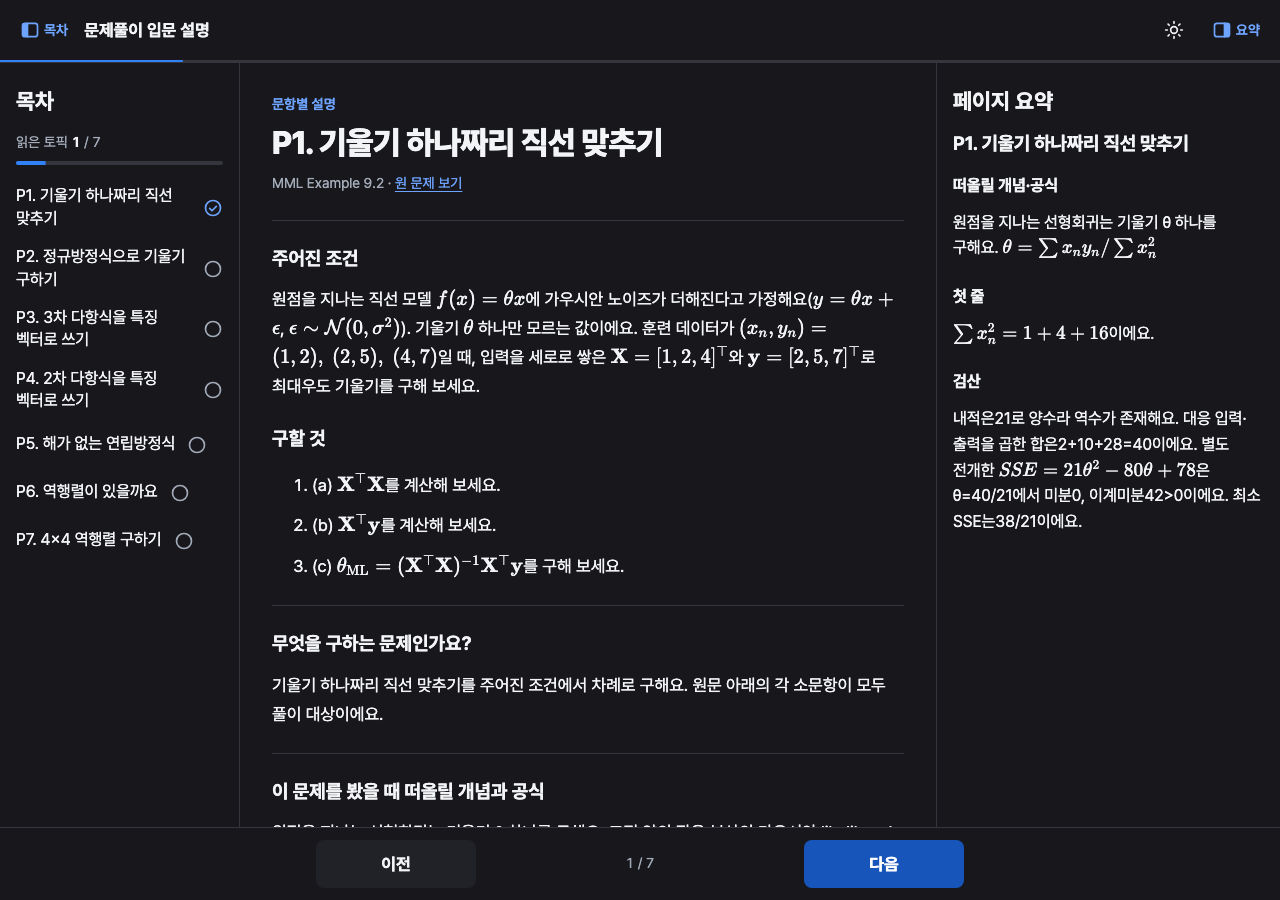 목차 문제풀이 입문 설명 요약
목차
읽은 토픽 1 / 7
P1. 기울기 하나짜리 직선
맞추기
P2. 정규방정식으로 기울기
구하기
P3. 3차 다항식을 특징
벡터로 쓰기
P4. 2차 다항식을 특징
벡터로 쓰기
P5. 해가 없는 연립방정식
P6. 역행렬이 있을까요
P7. 4×4 역행렬 구하기
문항별 설명
P1. 기울기 하나짜리 직선 맞추기
MML Example 9.2 · 원 문제 보기
주어진 조건
원점을 지나는 직선 모델 f(x) = θx에 가우시안 노이즈가 더해진다고 가정해요(y = θx +
ϵ, ϵ ∼ 𝒩(0, σ²)). 기울기 θ 하나만 모르는 값이에요. 훈련 데이터가 (xₙ, yₙ) =
(1, 2), (2, 5), (4, 7)일 때, 입력을 세로로 쌓은 𝐗 = [1, 2, 4]⊤와 𝐲 = [2, 5, 7]⊤로
최대우도 기울기를 구해 보세요.
구할 것
1. (a) 𝐗⊤𝐗를 계산해 보세요.
2. (b) 𝐗⊤𝐲를 계산해 보세요.
3. (c) θ_ML = (𝐗⊤𝐗)⁻¹𝐗⊤𝐲를 구해 보세요.
무엇을 구하는 문제인가요?
기울기 하나짜리 직선 맞추기를 주어진 조건에서 차례로 구해요. 원문 아래의 각 소문항이 모두
풀이 대상이에요.
이 문제를 봤을 때 떠올릴 개념과 공식
페이지 요약
P1. 기울기 하나짜리 직선 맞추기
떠올릴 개념·공식
원점을 지나는 선형회귀는 기울기 θ 하나를
구해요. θ = ∑ xₙyₙ/ ∑ xₙ²
첫 줄
∑ xₙ² = 1 + 4 + 16이에요.
검산
내적은21로 양수라 역수가 존재해요. 대응 입력·
출력을 곱한 합은2+10+28=40이에요. 별도
전개한 SSE = 21θ² − 80θ + 78은
θ=40/21에서 미분0, 이계미분42>0이에요. 최소
SSE는38/21이에요.
이전 1 / 7 다음